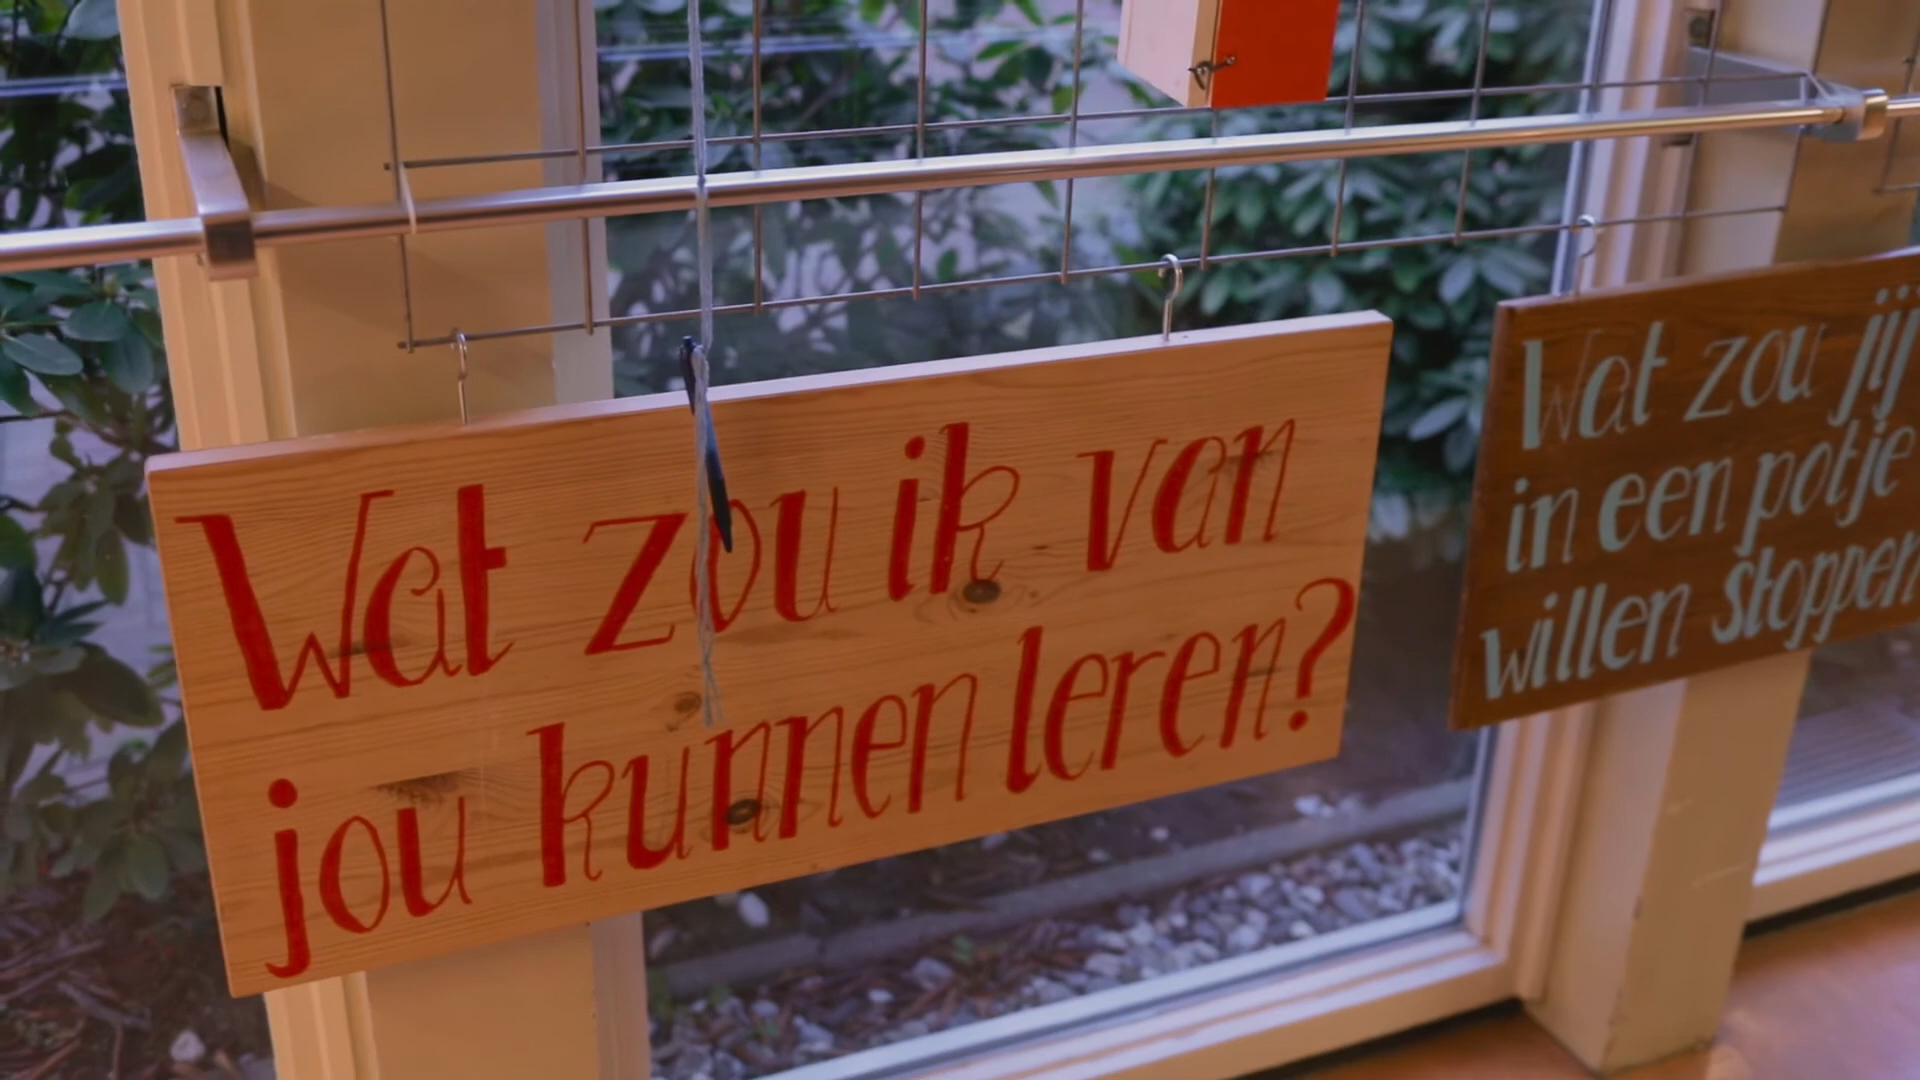 Wat zou ik van
jou kunnen leren?
Wat zou jij
in een potje
willen stoppen